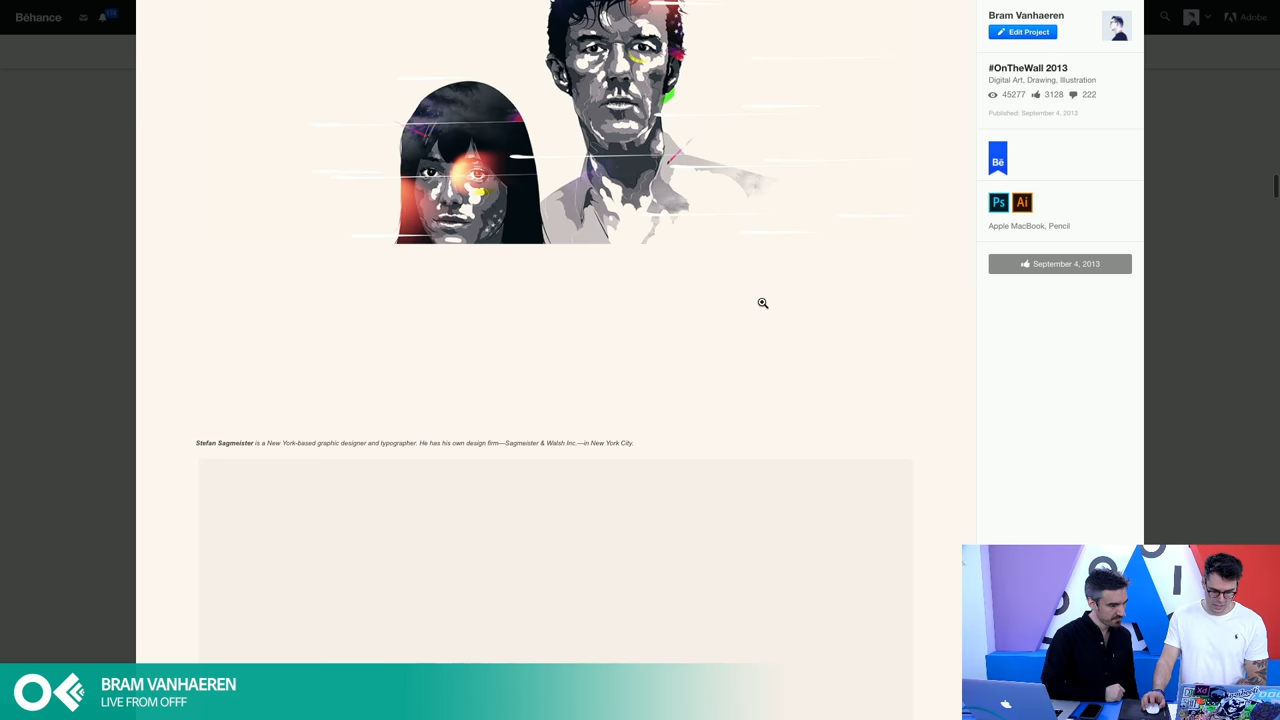 Bēhance
Adobe
Bram Vanhaeren
Edit Project
#OnTheWall 2013
Digital Art, Drawing, Illustration
45277 3128 222
Published: September 4, 2013
Bē
Ps Ai
Apple MacBook, Pencil
September 4, 2013
Stefan Sagmeister is a New York-based graphic designer and typographer. He has his own design firm—Sagmeister & Walsh Inc.—in New York City.
BRAM VANHAEREN
LIVE FROM OFFF
Xd